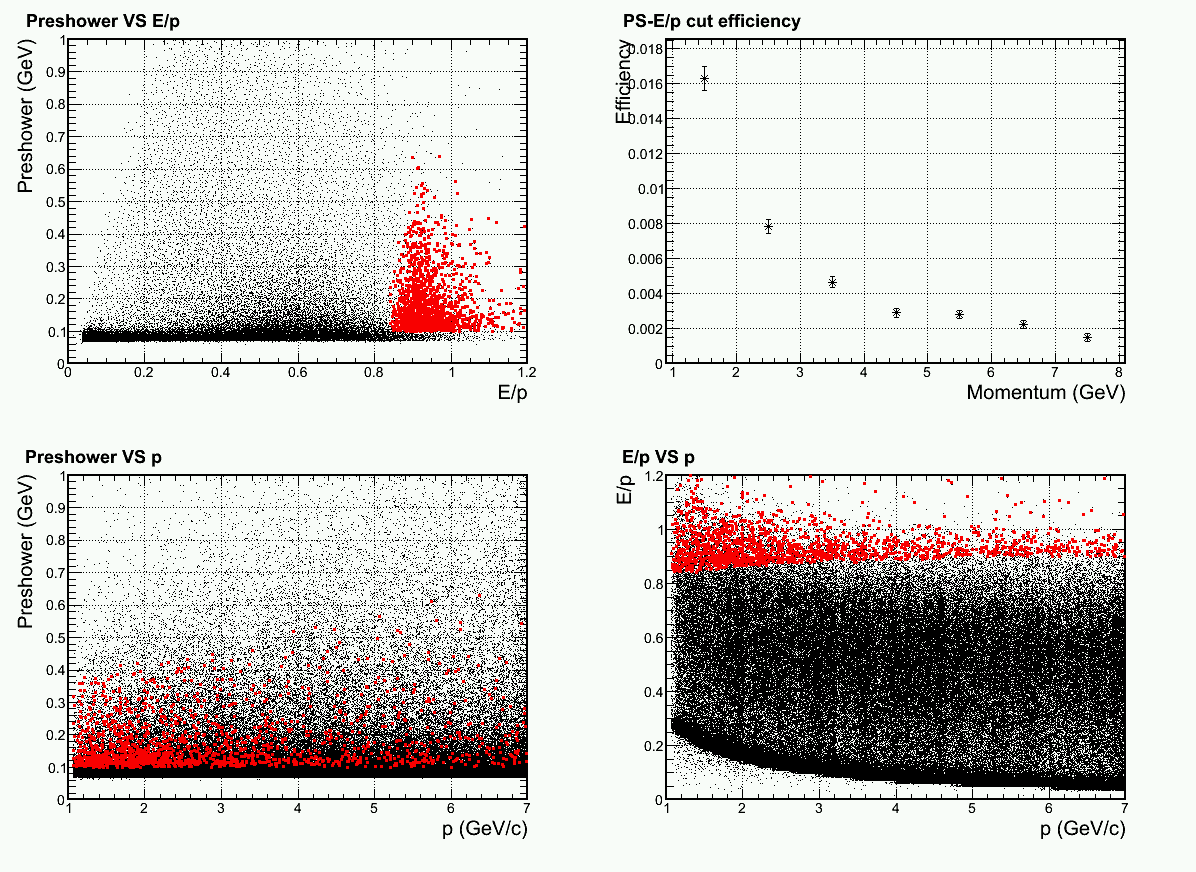 Preshower VS E/p
Preshower (GeV)
1
0.9
0.8
0.7
0.6
0.5
0.4
0.3
0.2
0.1
0
0 0.2 0.4 0.6 0.8 1 1.2
E/p
PS-E/p cut efficiency
Efficiency
0.018
0.016
0.014
0.012
0.01
0.008
0.006
0.004
0.002
0
1 2 3 4 5 6 7 8
Momentum (GeV)
Preshower VS p
Preshower (GeV)
1
0.9
0.8
0.7
0.6
0.5
0.4
0.3
0.2
0.1
0
1 2 3 4 5 6 7
p (GeV/c)
E/p VS p
E/p
1.2
1
0.8
0.6
0.4
0.2
0
1 2 3 4 5 6 7
p (GeV/c)